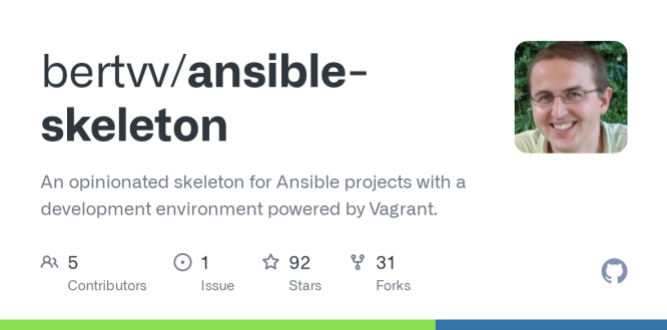 bertvv/ansible-
skeleton
An opinionated skeleton for Ansible projects with a
development environment powered by Vagrant.
5 1 92 31
Contributors Issue Stars Forks